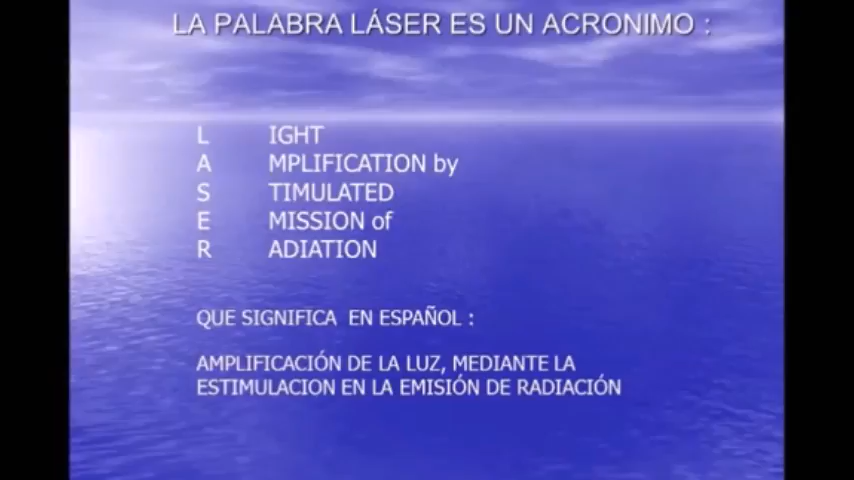 LA PALABRA LÁSER ES UN ACRONIMO :
L IGHT
A MPLIFICATION by
S TIMULATED
E MISSION of
R ADIATION
QUE SIGNIFICA EN ESPAÑOL :
AMPLIFICACIÓN DE LA LUZ, MEDIANTE LA
ESTIMULACION EN LA EMISIÓN DE RADIACIÓN